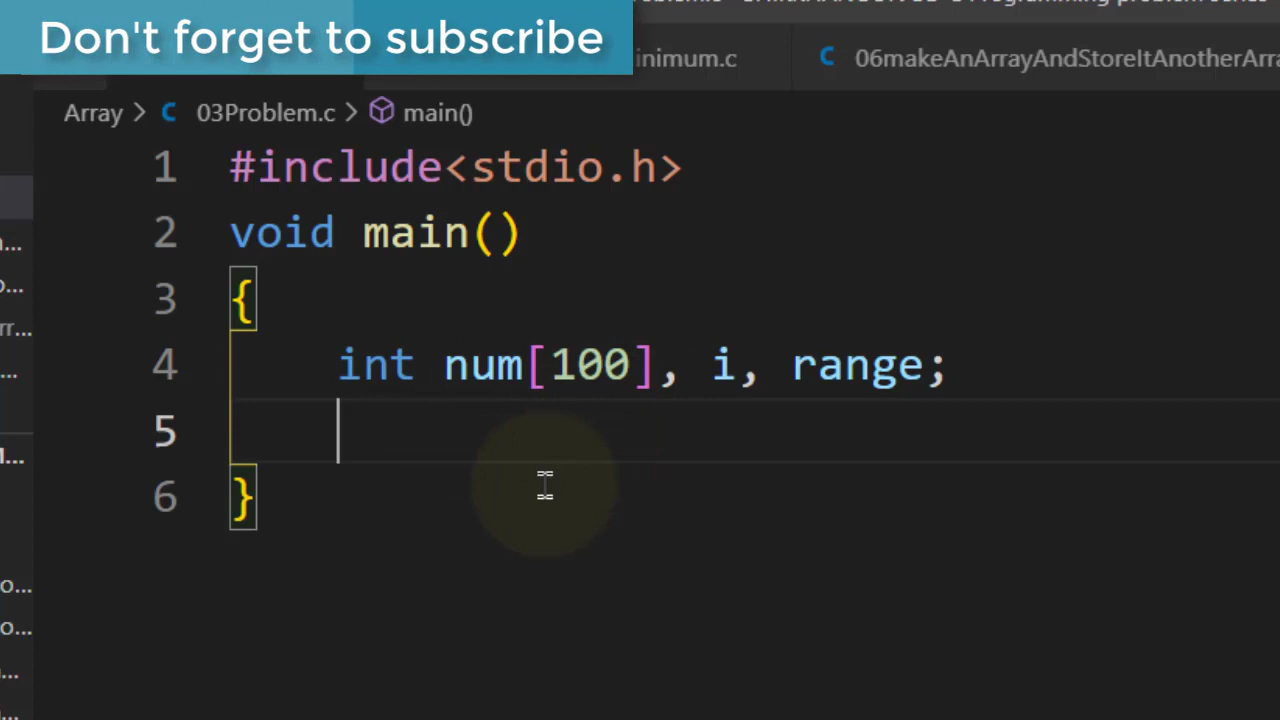 Don't forget to subscribe
inimum.c
06makeAnArrayAndStoreItAnotherArra
Array > C 03Problem.c > main()
1 #include<stdio.h>
2 void main()
3 {
4 int num[100], i, range;
5
6 }